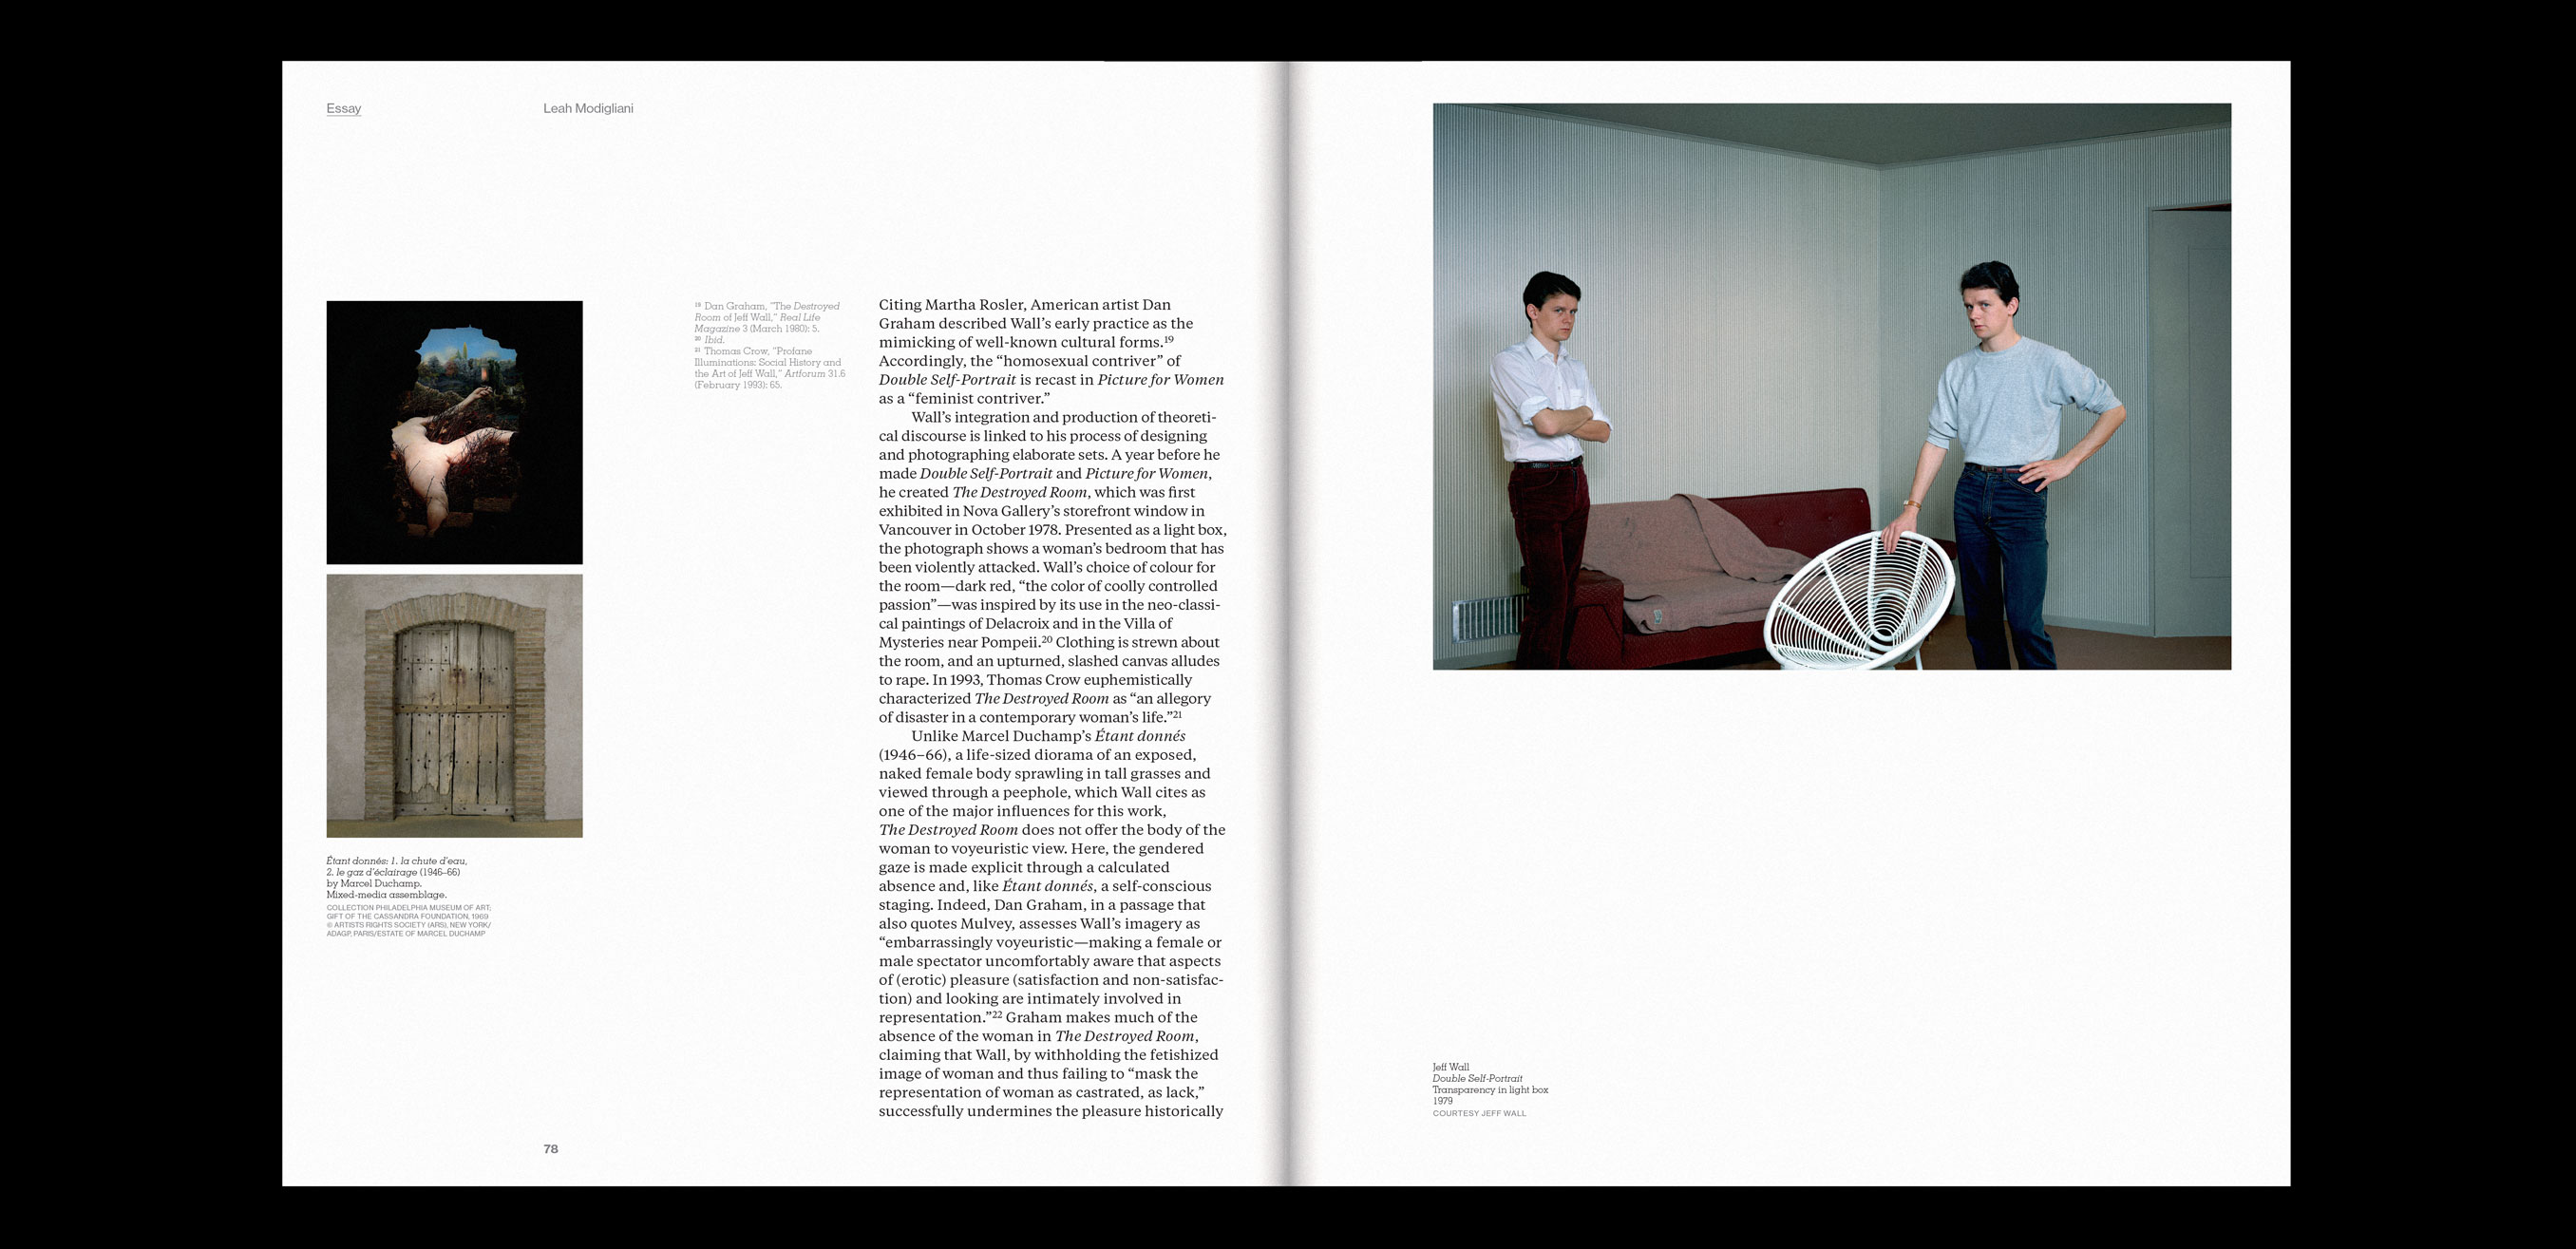 Essay
Leah Modigliani
Étant donnés: 1. la chute d'eau,
2. le gaz d'éclairage (1946–66)
by Marcel Duchamp.
Mixed-media assemblage.
COLLECTION PHILADELPHIA MUSEUM OF ART;
GIFT OF THE CASSANDRA FOUNDATION, 1969
© ARTISTS RIGHTS SOCIETY (ARS), NEW YORK/
ADAGP, PARIS/ESTATE OF MARCEL DUCHAMP
19 Dan Graham, "The Destroyed
Room of Jeff Wall," Real Life
Magazine 3 (March 1980): 5.
20 Ibid.
21 Thomas Crow, "Profane
Illuminations: Social History and
the Art of Jeff Wall," Artforum 31.6
(February 1993): 65.
Citing Martha Rosler, American artist Dan
Graham described Wall’s early practice as the
mimicking of well-known cultural forms.19
Accordingly, the “homosexual contriver” of
Double Self-Portrait is recast in Picture for Women
as a “feminist contriver.”
Wall’s integration and production of theoreti-
cal discourse is linked to his process of designing
and photographing elaborate sets. A year before he
made Double Self-Portrait and Picture for Women,
he created The Destroyed Room, which was first
exhibited in Nova Gallery’s storefront window in
Vancouver in October 1978. Presented as a light box,
the photograph shows a woman’s bedroom that has
been violently attacked. Wall’s choice of colour for
the room—dark red, “the color of coolly controlled
passion”—was inspired by its use in the neo-classi-
cal paintings of Delacroix and in the Villa of
Mysteries near Pompeii.20 Clothing is strewn about
the room, and an upturned, slashed canvas alludes
to rape. In 1993, Thomas Crow euphemistically
characterized The Destroyed Room as “an allegory
of disaster in a contemporary woman’s life.”21
Unlike Marcel Duchamp’s Étant donnés
(1946–66), a life-sized diorama of an exposed,
naked female body sprawling in tall grasses and
viewed through a peephole, which Wall cites as
one of the major influences for this work,
The Destroyed Room does not offer the body of the
woman to voyeuristic view. Here, the gendered
gaze is made explicit through a calculated
absence and, like Étant donnés, a self-conscious
staging. Indeed, Dan Graham, in a passage that
also quotes Mulvey, assesses Wall’s imagery as
“embarrassingly voyeuristic—making a female or
male spectator uncomfortably aware that aspects
of (erotic) pleasure (satisfaction and non-satisfac-
tion) and looking are intimately involved in
representation.”22 Graham makes much of the
absence of the woman in The Destroyed Room,
claiming that Wall, by withholding the fetishized
image of woman and thus failing to “mask the
representation of woman as castrated, as lack,”
successfully undermines the pleasure historically
78
Jeff Wall
Double Self-Portrait
Transparency in light box
1979
COURTESY JEFF WALL